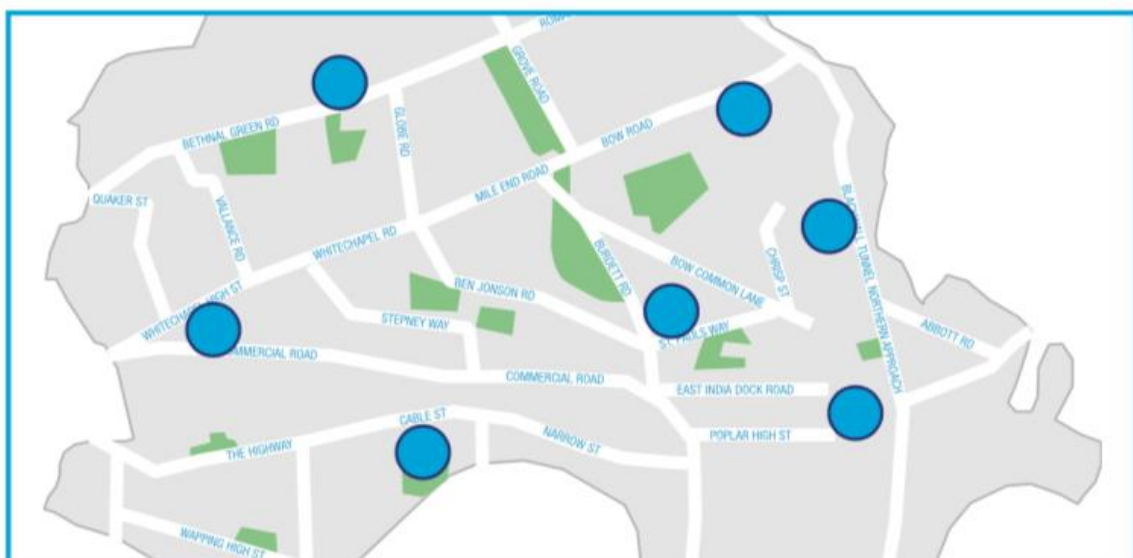 ROMA
GROVE ROAD
BETHNAL GREEN RD
GLOBE RD
BOW ROAD
MILE END ROAD
QUAKER ST
VALLANCE RD
WHITECHAPEL RD
BLACKWALL TUNNEL NORTHERN APPROACH
BURDETT RD
BOW COMMON LANE
CHRISP ST
BEN JONSON RD
WHITECHAPEL HIGH ST
STEPNEY WAY
ST PAULS WAY
ABBOTT RD
OMMERCIAL ROAD
COMMERCIAL ROAD
EAST INDIA DOCK ROAD
CABLE ST
NARROW ST
POPLAR HIGH ST
THE HIGHWAY
WAPPING HIGH ST